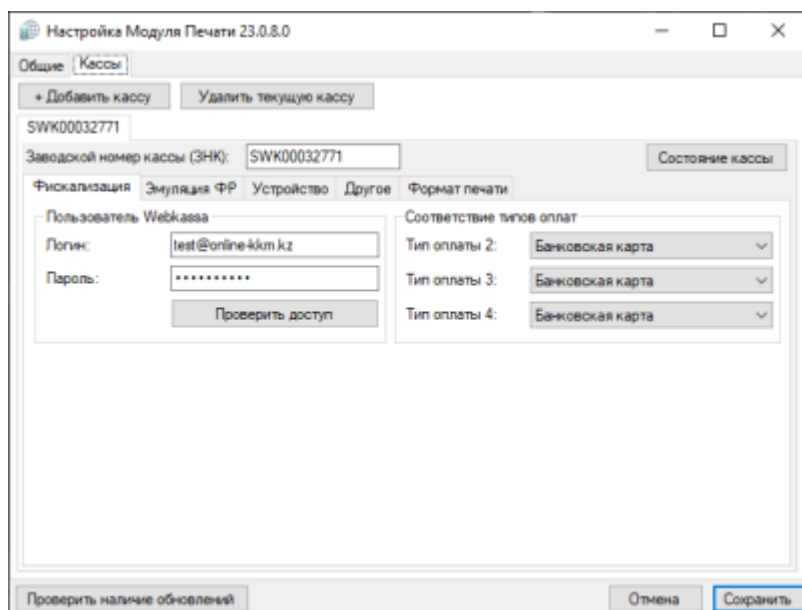 Настройка Модуля Печати 23.0.8.0
Общие Кассы
+ Добавить кассу Удалить текущую кассу
SWK00032771
Заводской номер кассы (ЗНК): SWK00032771 Состояние кассы
Фискализация Эмуляция ФР Устройство Другое Формат печати
Пользователь Webkassa Соответствие типов оплат
Логин: test@online-kkm.kz Тип оплаты 2: Банковская карта
Пароль: •••••••••• Тип оплаты 3: Банковская карта
Проверить доступ Тип оплаты 4: Банковская карта
Проверить наличие обновлений Отмена Сохранить